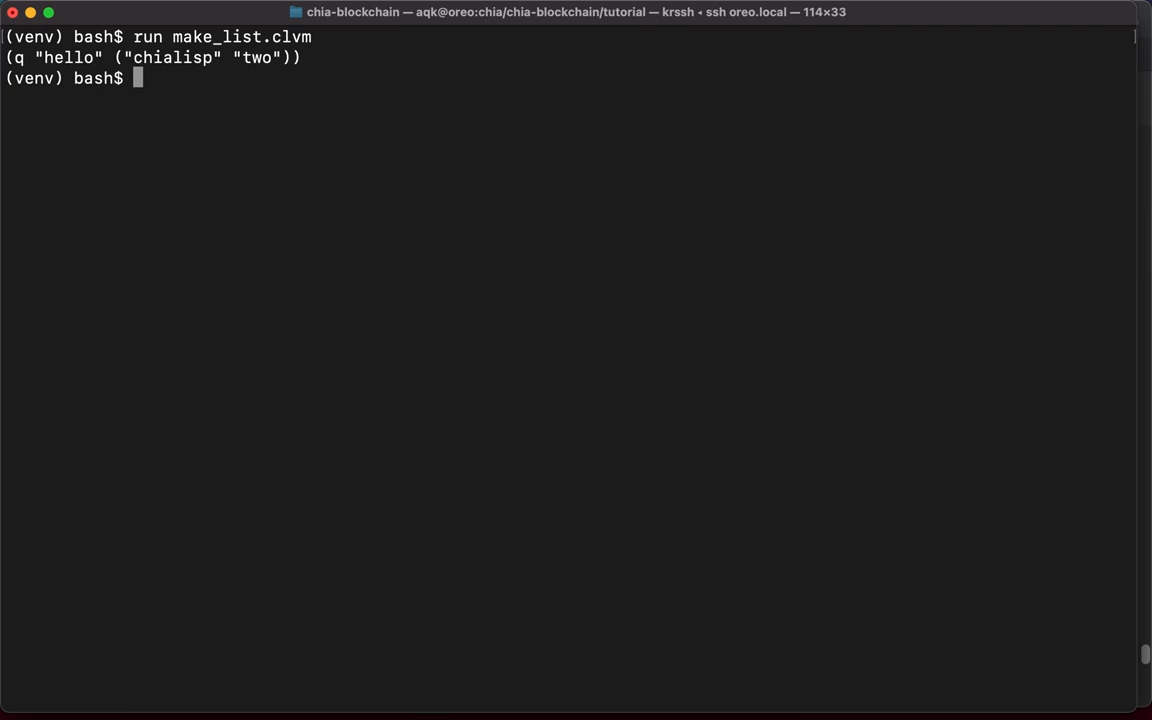 chia-blockchain — aqk@oreo:chia/chia-blockchain/tutorial — krssh ◂ ssh oreo.local — 114×33
(venv) bash$ run make_list.clvm
(q "hello" ("chialisp" "two"))
(venv) bash$